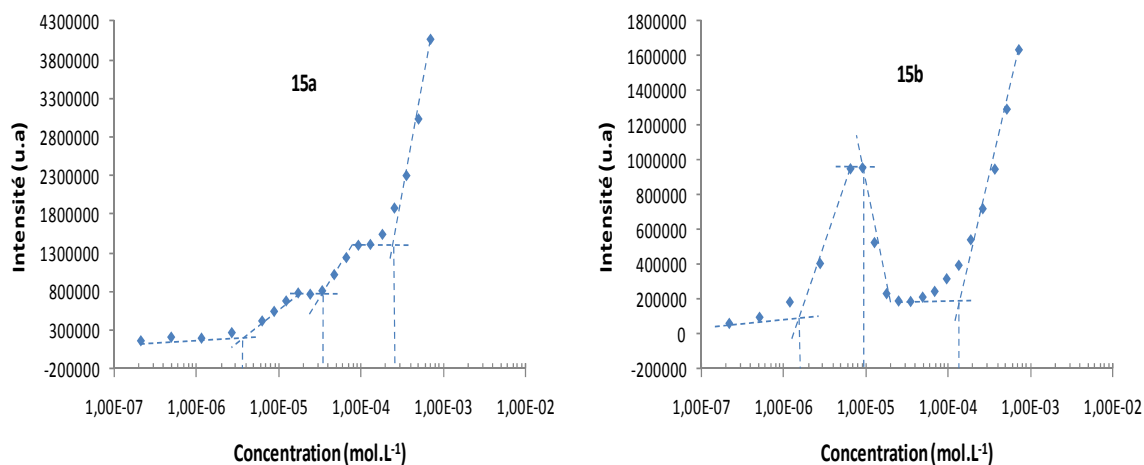 4300000
3800000
3300000
2800000
2300000
1800000
1300000
800000
300000
-200000
Intensité (u.a)
15a
1,00E-07 1,00E-06 1,00E-05 1,00E-04 1,00E-03 1,00E-02
Concentration (mol.L-1)
1800000
1600000
1400000
1200000
1000000
800000
600000
400000
200000
0
-200000
Intensité (u.a)
15b
1,00E-07 1,00E-06 1,00E-05 1,00E-04 1,00E-03 1,00E-02
Concentration (mol.L-1)